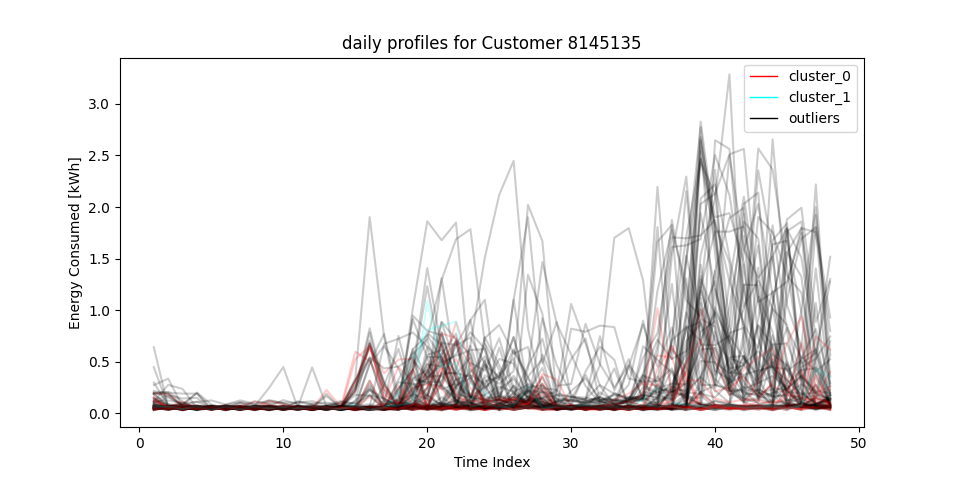 daily profiles for Customer 8145135
cluster_0
cluster_1
outliers
Energy Consumed [kWh]
3.0
2.5
2.0
1.5
1.0
0.5
0.0
0 10 20 30 40 50
Time Index